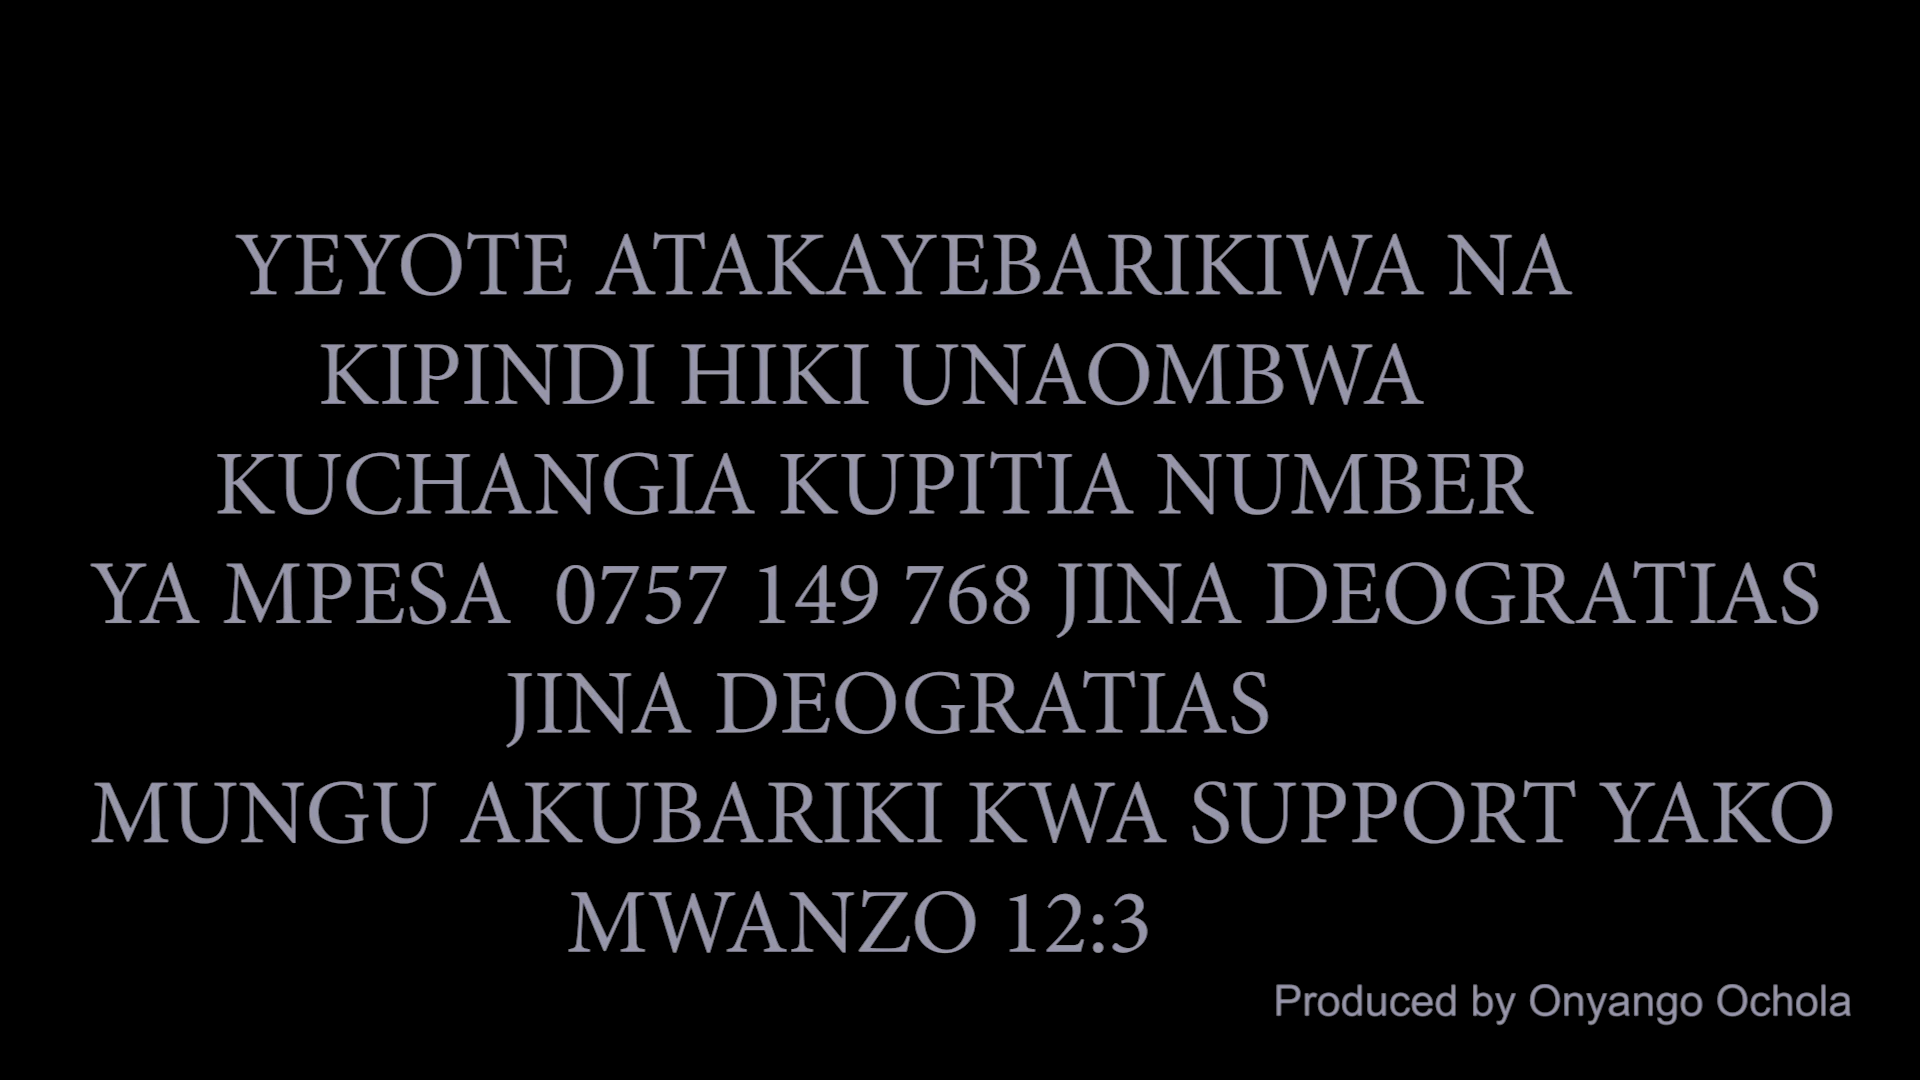 YEYOTE ATAKAYEBARIKIWA NA
KIPINDI HIKI UNAOMBWA
KUCHANGIA KUPITIA NUMBER
YA MPESA  0757 149 768 JINA DEOGRATIAS
JINA DEOGRATIAS
MUNGU AKUBARIKI KWA SUPPORT YAKO
MWANZO 12:3
Produced by Onyango Ochola